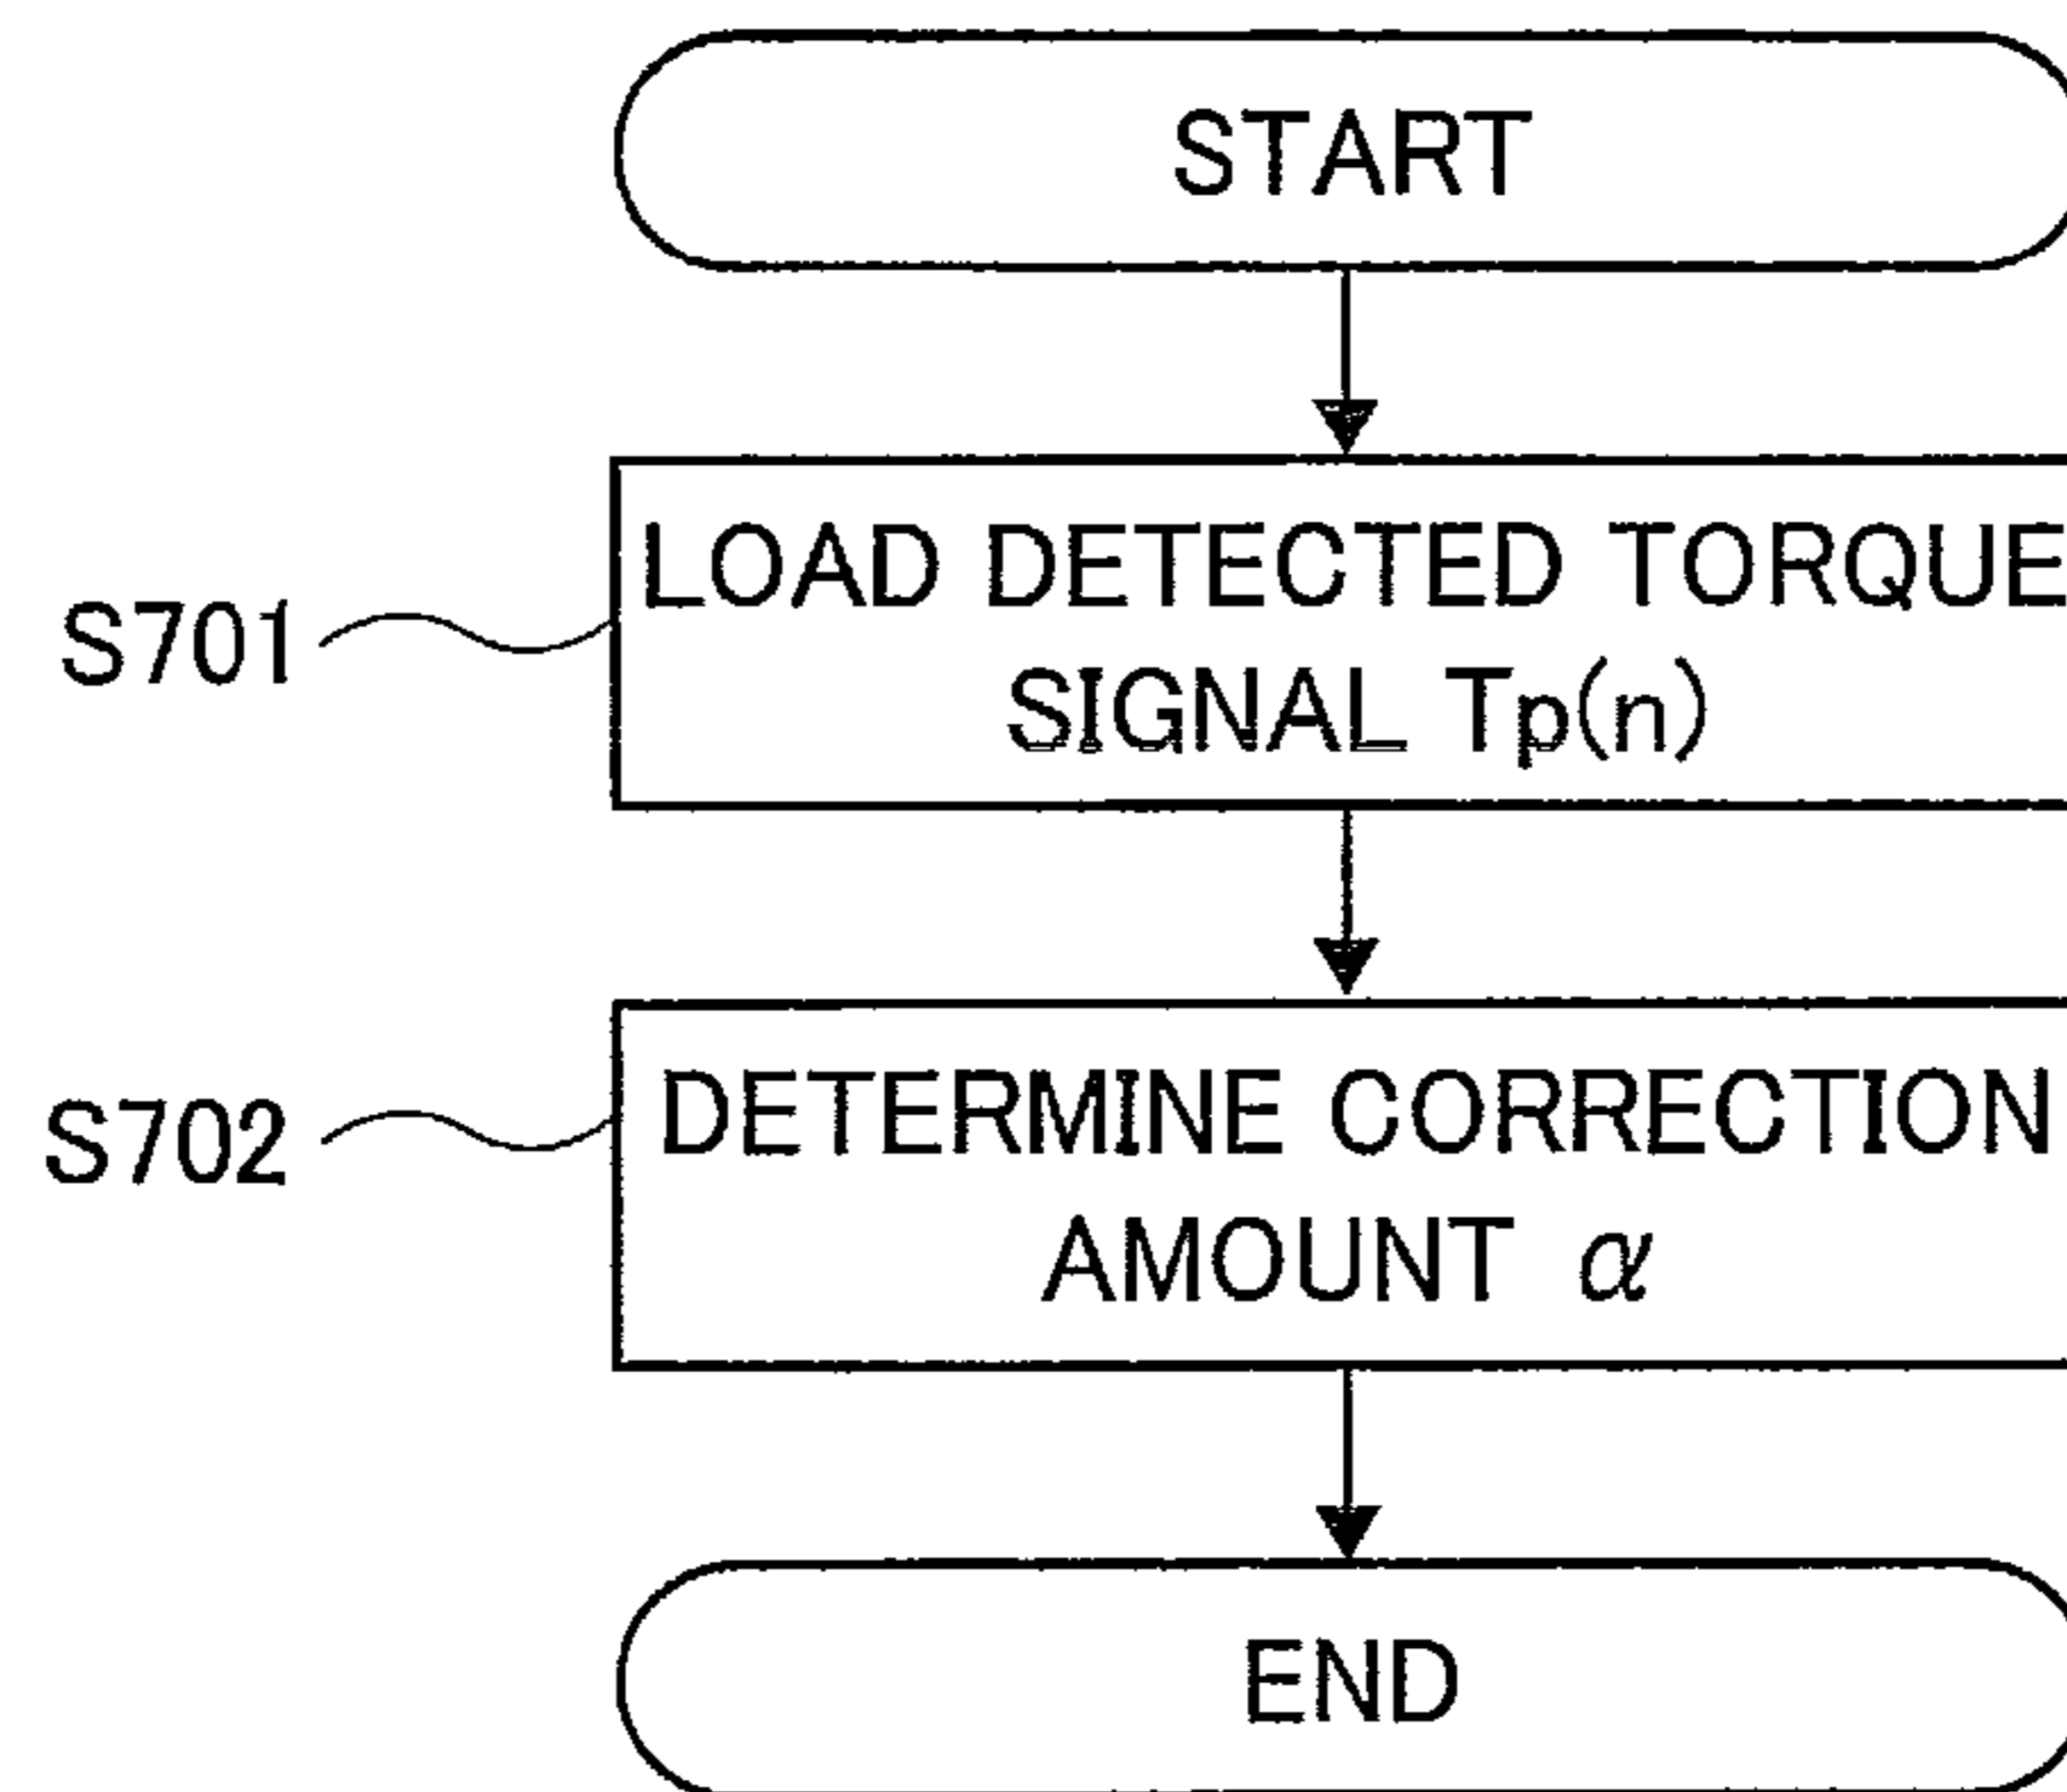 START
LOAD DETECTED TORQUE
SIGNAL Tp(n)
S701
DETERMINE CORRECTION
AMOUNT α
S702
END